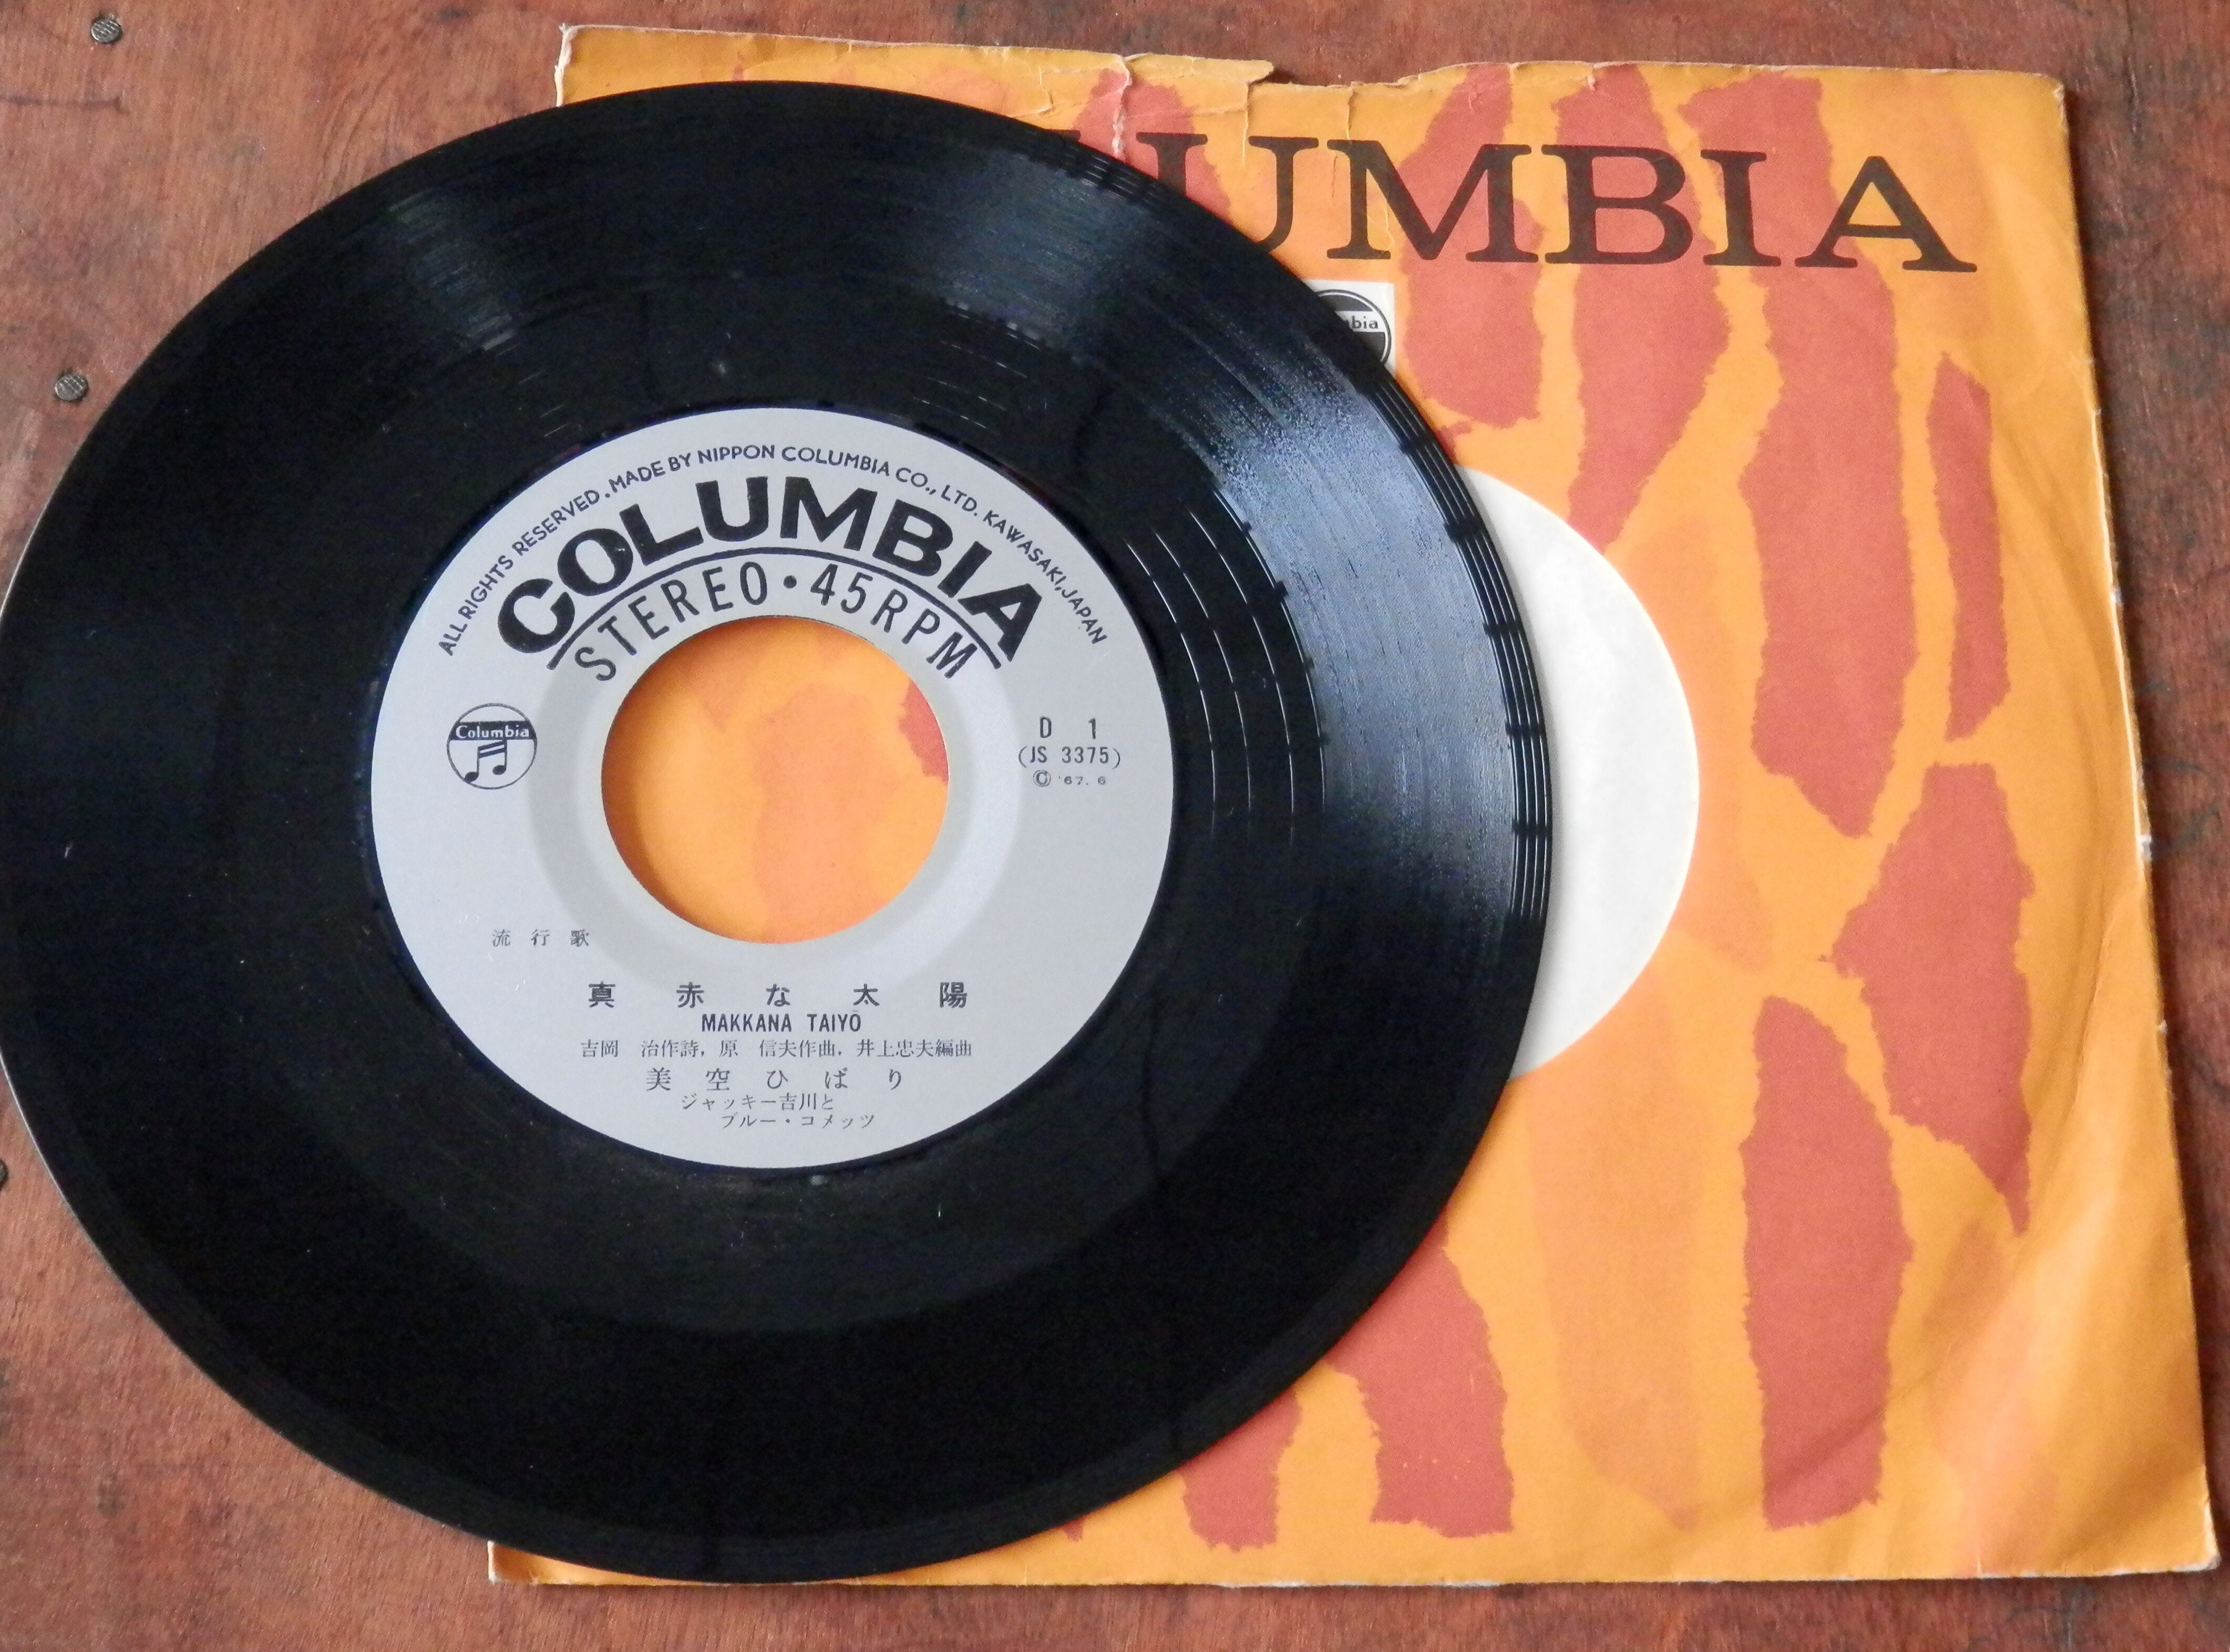 UMBIA
bia
ALL RIGHTS RESERVED. MADE BY NIPPON COLUMBIA CO., LTD. KAWASAKI, JAPAN
COLUMBIA
STEREO・45RPM
Columbia
D 1
(JS 3375)
Ⓒ '67. 6
流行歌
真赤な太陽
MAKKANA TAIYŌ
吉岡 治作詩, 原 信夫作曲, 井上忠夫編曲
美空ひばり
ジャッキー吉川と
ブルー・コメッツ